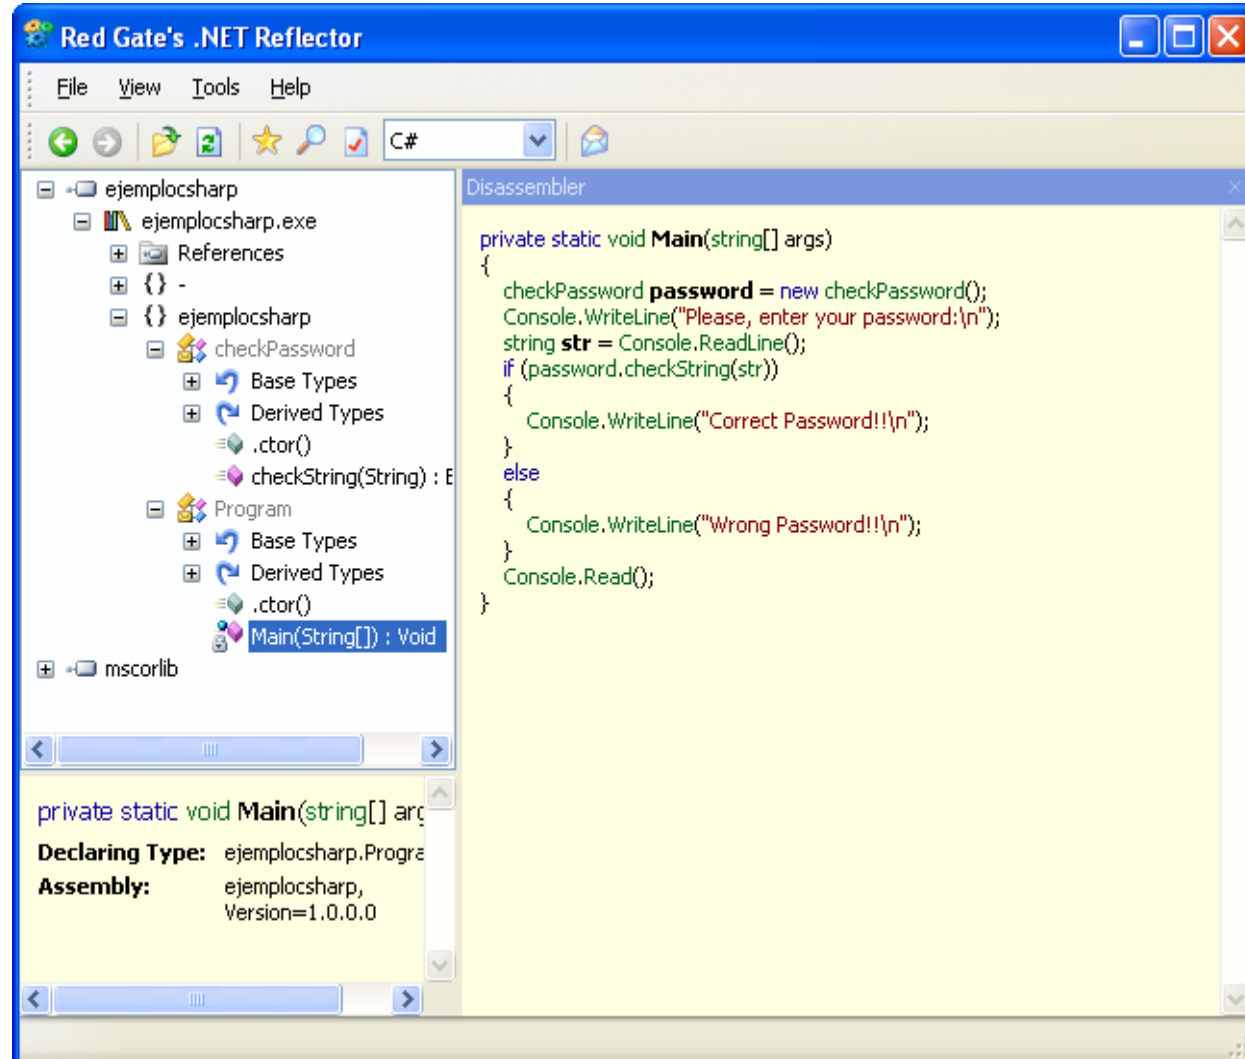 Red Gate's .NET Reflector
File View Tools Help
C#
ejemplocsharp
ejemplocsharp.exe
References
{} -
{} ejemplocsharp
checkPassword
Base Types
Derived Types
.ctor()
checkString(String) :
Program
Base Types
Derived Types
.ctor()
Main(String[]) : Void
mscorlib
private static void Main(string[] arg
Declaring Type: ejemplocsharp.Progra
Assembly: ejemplocsharp,
Version=1.0.0.0
Disassembler
private static void Main(string[] args)
{
checkPassword password = new checkPassword();
Console.WriteLine("Please, enter your password:\n");
string str = Console.ReadLine();
if (password.checkString(str))
{
Console.WriteLine("Correct Password!!\n");
}
else
{
Console.WriteLine("Wrong Password!!\n");
}
Console.Read();
}